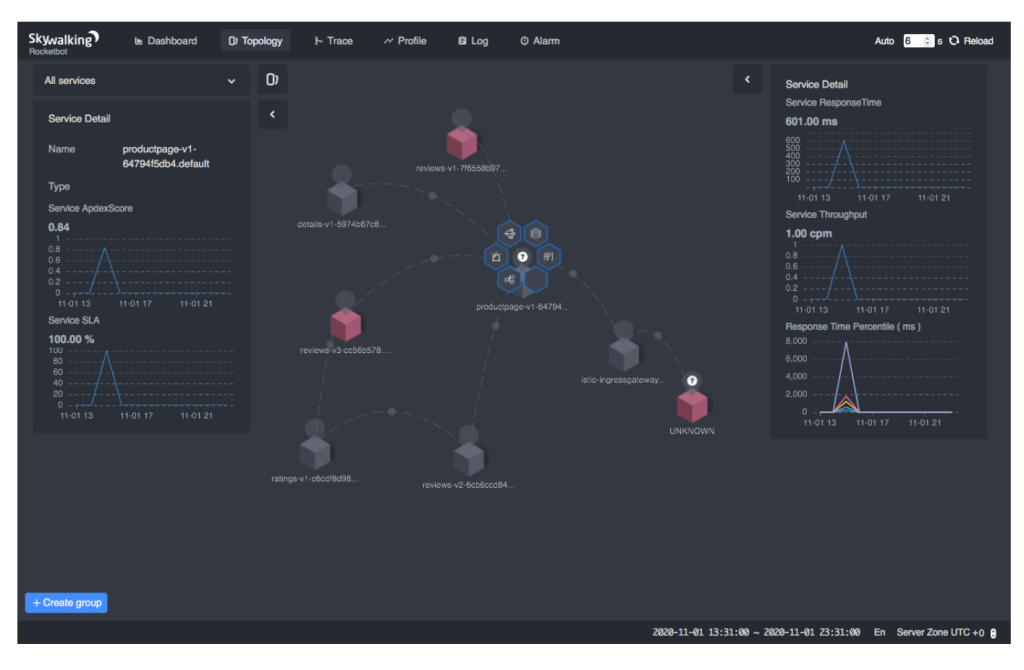 Skywalking
Rocketbot
Dashboard
Topology
Trace
Profile
Log
Alarm
Auto 6 s Reload
All services
Service Detail
Name productpage-v1-
64794f5db4.default
Type
Service ApdexScore
0.84
1
0.8
0.6
0.4
0.2
0
11-01 13 11-01 17 11-01 21
Service SLA
100.00 %
100
80
60
40
20
0
11-01 13 11-01 17 11-01 21
reviews-v1-7f6558b97...
details-v1-5974b67c8...
productpage-v1-64794...
reviews-v3-cc56b578...
istio-ingressgateway...
UNKNOWN
ratings-v1-c6cdf8d98...
reviews-v2-6cb6ccd84...
Service Detail
Service ResponseTime
601.00 ms
600
500
400
300
200
100
11-01 13 11-01 17 11-01 21
Service Throughput
1.00 cpm
1
0.8
0.6
0.4
0.2
0
11-01 13 11-01 17 11-01 21
Response Time Percentile ( ms )
8,000
6,000
4,000
2,000
0
11-01 13 11-01 17 11-01 21
+ Create group
2020-11-01 13:31:00 ~ 2020-11-01 23:31:00 En Server Zone UTC +0